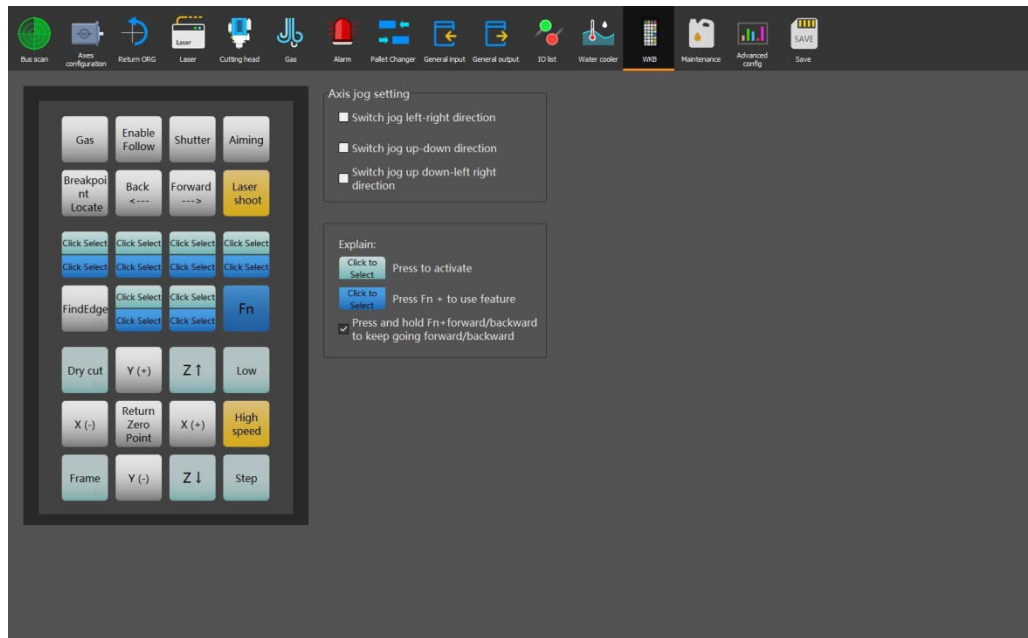 Laser
SAVE
Bus scan
Axes
configuration
Return ORG
Laser
Cutting head
Gas
Alarm
Pallet Changer
General input
General output
IO list
Water cooler
WKB
Maintenance
Advanced
config
Save
Axis jog setting
Switch jog left-right direction
Switch jog up-down direction
Switch jog up down-left right
direction
Gas
Enable
Follow
Shutter
Aiming
Breakpoi
nt
Locate
Back
<---
Forward
--->
Laser
shoot
Click Select
Click Select
Click Select
Click Select
Click Select
Click Select
Click Select
Click Select
FindEdge
Click Select
Click Select
Click Select
Click Select
Fn
Dry cut
Y (+)
Z ↑
Low
X (-)
Return
Zero
Point
X (+)
High
speed
Frame
Y (-)
Z ↓
Step
Explain:
Click to
Select
Press to activate
Click to
Select
Press Fn + to use feature
Press and hold Fn+forward/backward
to keep going forward/backward